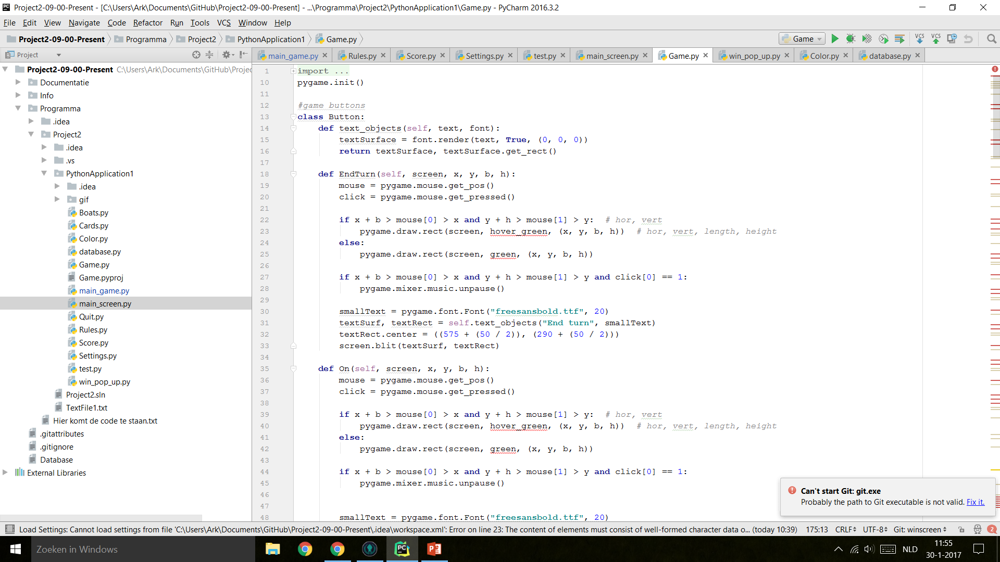 Project2-09-00-Present - [C:\Users\Ark\Documents\GitHub\Project2-09-00-Present] - ...\Programma\Project2\PythonApplication1\Game.py - PyCharm 2016.3.2
File Edit View Navigate Code Refactor Run Tools VCS Window Help
Project2-09-00-Present Programma Project2 PythonApplication1 Game.py Game VCS VCS
Project
main_game.py Rules.py Score.py Settings.py test.py main_screen.py Game.py win_pop_up.py Color.py database.py
Project2-09-00-Present C:\Users\Ark\Documents\GitHub\Projec
Documentatie
Info
Programma
.idea
Project2
.idea
.vs
PythonApplication1
.idea
gif
Boats.py
Cards.py
Color.py
database.py
Game.py
Game.pyproj
main_game.py
main_screen.py
Quit.py
Rules.py
Score.py
Settings.py
test.py
win_pop_up.py
Project2.sln
TextFile1.txt
Hier komt de code te staan.txt
.gitattributes
.gitignore
Database
External Libraries
1 import ...
10 pygame.init()
11
12 #game buttons
13 class Button:
14 def text_objects(self, text, font):
15 textSurface = font.render(text, True, (0, 0, 0))
16 return textSurface, textSurface.get_rect()
17
18 def EndTurn(self, screen, x, y, b, h):
19 mouse = pygame.mouse.get_pos()
20 click = pygame.mouse.get_pressed()
21
22 if x + b > mouse[0] > x and y + h > mouse[1] > y: # hor, vert
23 pygame.draw.rect(screen, hover_green, (x, y, b, h)) # hor, vert, length, height
24 else:
25 pygame.draw.rect(screen, green, (x, y, b, h))
26
27 if x + b > mouse[0] > x and y + h > mouse[1] > y and click[0] == 1:
28 pygame.mixer.music.unpause()
29
30 smallText = pygame.font.Font("freesansbold.ttf", 20)
31 textSurf, textRect = self.text_objects("End turn", smallText)
32 textRect.center = ((575 + (50 / 2)), (290 + (50 / 2)))
33 screen.blit(textSurf, textRect)
34
35 def On(self, screen, x, y, b, h):
36 mouse = pygame.mouse.get_pos()
37 click = pygame.mouse.get_pressed()
38
39 if x + b > mouse[0] > x and y + h > mouse[1] > y: # hor, vert
40 pygame.draw.rect(screen, hover_green, (x, y, b, h)) # hor, vert, length, height
41 else:
42 pygame.draw.rect(screen, green, (x, y, b, h))
43
44 if x + b > mouse[0] > x and y + h > mouse[1] > y and click[0] == 1:
45 pygame.mixer.music.unpause()
46
47
48 smallText = pygame.font.Font("freesansbold.ttf", 20)
Can't start Git: git.exe
Probably the path to Git executable is not valid. Fix it.
Load Settings: Cannot load settings from file 'C:\Users\Ark\Documents\GitHub\Project2-09-00-Present\.idea\workspace.xml': Error on line 23: The content of elements must consist of well-formed character data o... (today 10:39) 175:13 CRLF UTF-8 Git: winscreen 2
Zoeken in Windows
NLD
11:55
30-1-2017